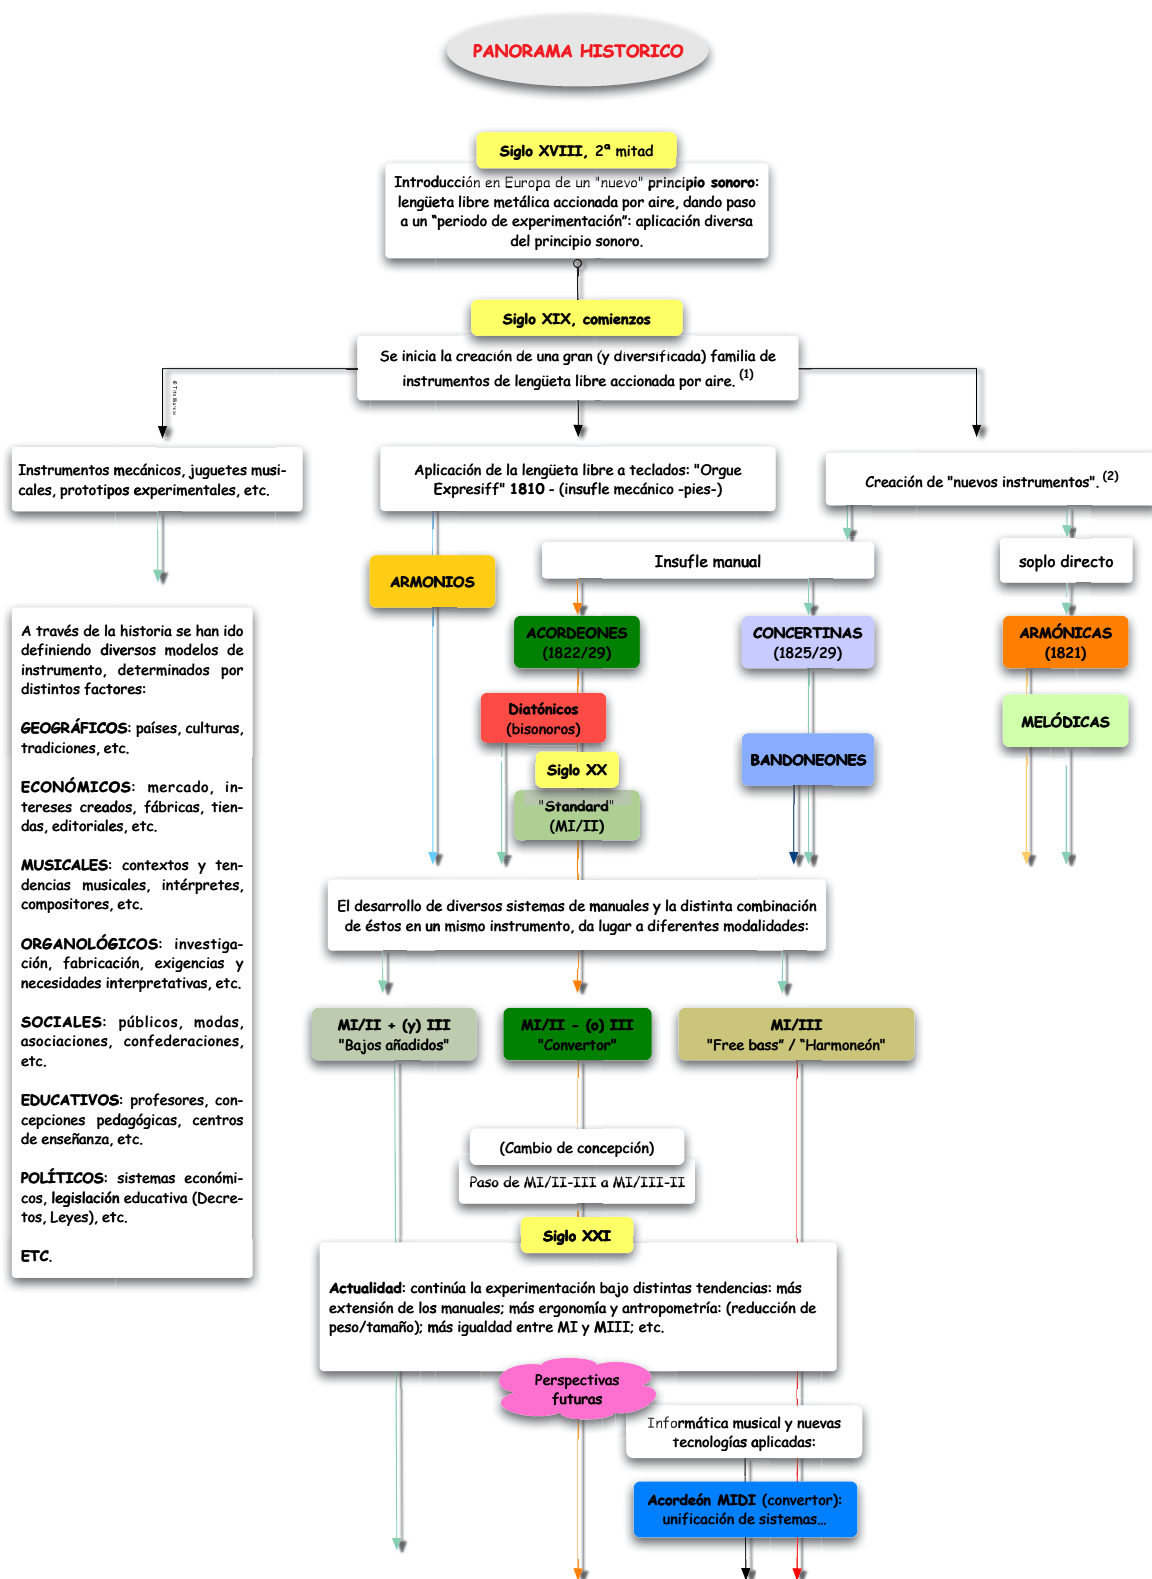 PANORAMA HISTORICO
Siglo XVIII, 2ª mitad
Introducción en Europa de un "nuevo" principio sonoro:
lengüeta libre metálica accionada por aire, dando paso
a un “periodo de experimentación”: aplicación diversa
del principio sonoro.
Siglo XIX, comienzos
Se inicia la creación de una gran (y diversificada) familia de
instrumentos de lengüeta libre accionada por aire. (1)
Instrumentos mecánicos, juguetes musi-
cales, prototipos experimentales, etc.
Aplicación de la lengüeta libre a teclados: "Orgue
Expresiff" 1810 - (insufle mecánico -pies-)
Creación de "nuevos instrumentos". (2)
Insufle manual
soplo directo
ARMONIOS
ACORDEONES
(1822/29)
CONCERTINAS
(1825/29)
ARMÓNICAS
(1821)
Diatónicos
(bisonoros)
MELÓDICAS
BANDONEONES
Siglo XX
"Standard"
(MI/II)
A través de la historia se han ido
definiendo diversos modelos de
instrumento, determinados por
distintos factores:
GEOGRÁFICOS: países, culturas,
tradiciones, etc.
ECONÓMICOS: mercado, in-
tereses creados, fábricas, tien-
das, editoriales, etc.
MUSICALES: contextos y ten-
dencias musicales, intérpretes,
compositores, etc.
ORGANOLÓGICOS: investiga-
ción, fabricación, exigencias y
necesidades interpretativas, etc.
SOCIALES: públicos, modas,
asociaciones, confederaciones,
etc.
EDUCATIVOS: profesores, con-
cepciones pedagógicas, centros
de enseñanza, etc.
POLÍTICOS: sistemas económi-
cos, legislación educativa (Decre-
tos, Leyes), etc.
ETC.
El desarrollo de diversos sistemas de manuales y la distinta combinación
de éstos en un mismo instrumento, da lugar a diferentes modalidades:
MI/II + (y) III
"Bajos añadidos"
MI/II - (o) III
"Convertor"
MI/III
"Free bass” / “Harmoneón"
(Cambio de concepción)
Paso de MI/II-III a MI/III-II
Siglo XXI
Actualidad: continúa la experimentación bajo distintas tendencias: más
extensión de los manuales; más ergonomía y antropometría: (reducción de
peso/tamaño); más igualdad entre MI y MIII; etc.
Perspectivas
futuras
Informática musical y nuevas
tecnologías aplicadas:
Acordeón MIDI (convertor):
unificación de sistemas...